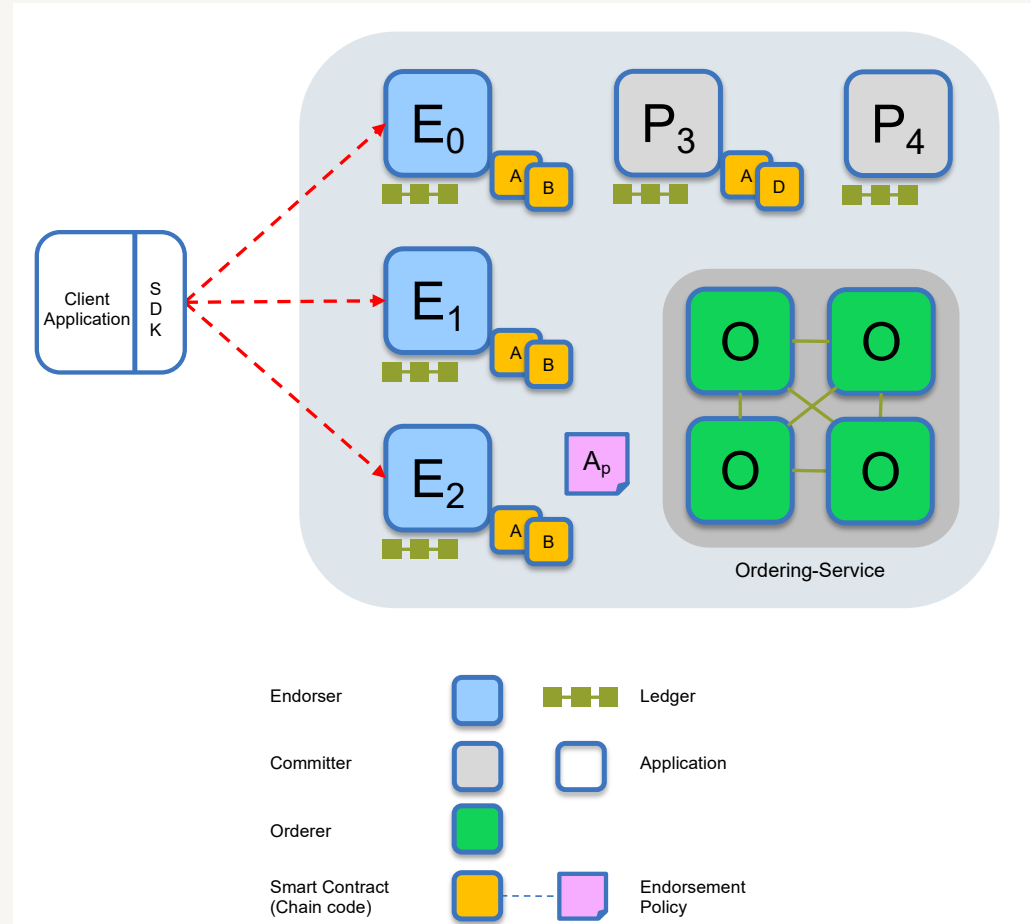 E₀
A
B
P₃
A
D
P₄
Client
Application
S
D
K
E₁
A
B
O
O
E₂
A
B
Aₚ
O
O
Ordering-Service
Endorser
Ledger
Committer
Application
Orderer
Smart Contract
(Chain code)
Endorsement
Policy